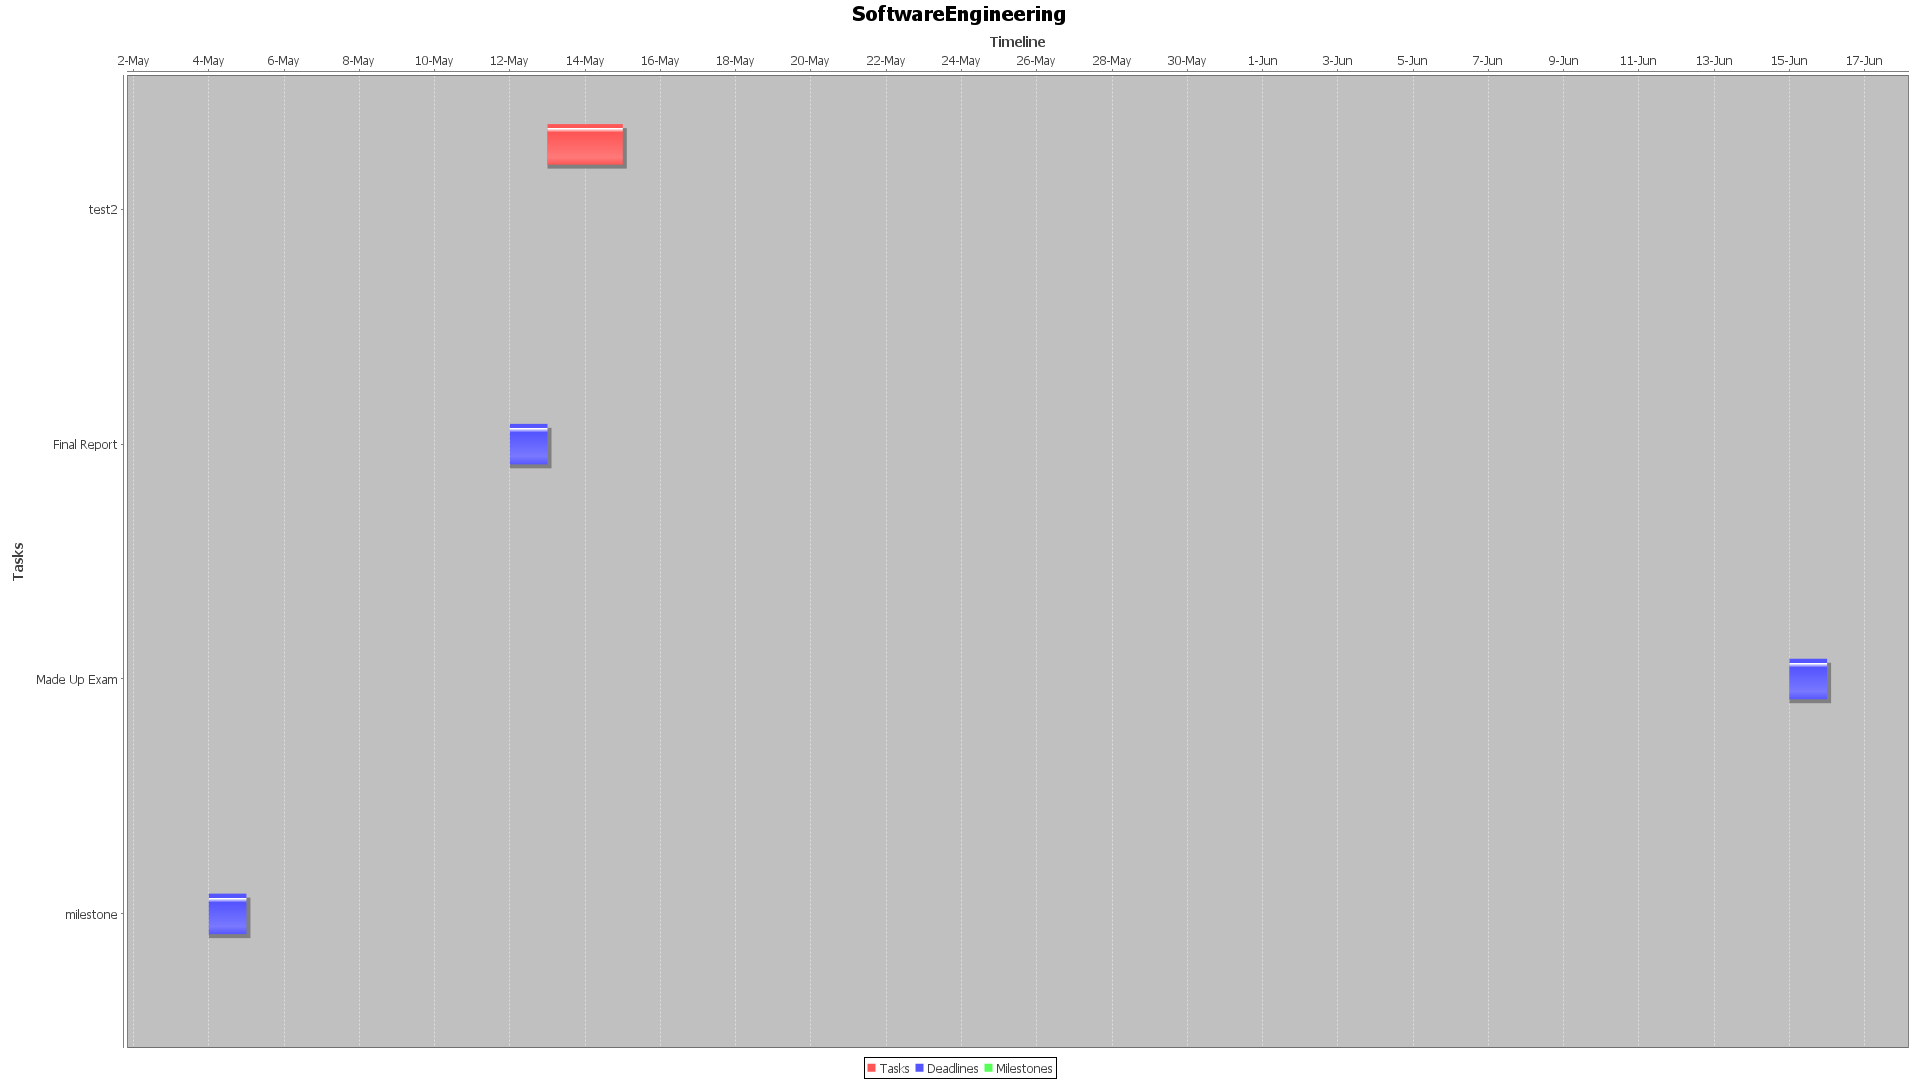 SoftwareEngineering
Timeline
2-May 4-May 6-May 8-May 10-May 12-May 14-May 16-May 18-May 20-May 22-May 24-May 26-May 28-May 30-May 1-Jun 3-Jun 5-Jun 7-Jun 9-Jun 11-Jun 13-Jun 15-Jun 17-Jun
test2
Final Report
Tasks
Made Up Exam
milestone
Tasks Deadlines Milestones